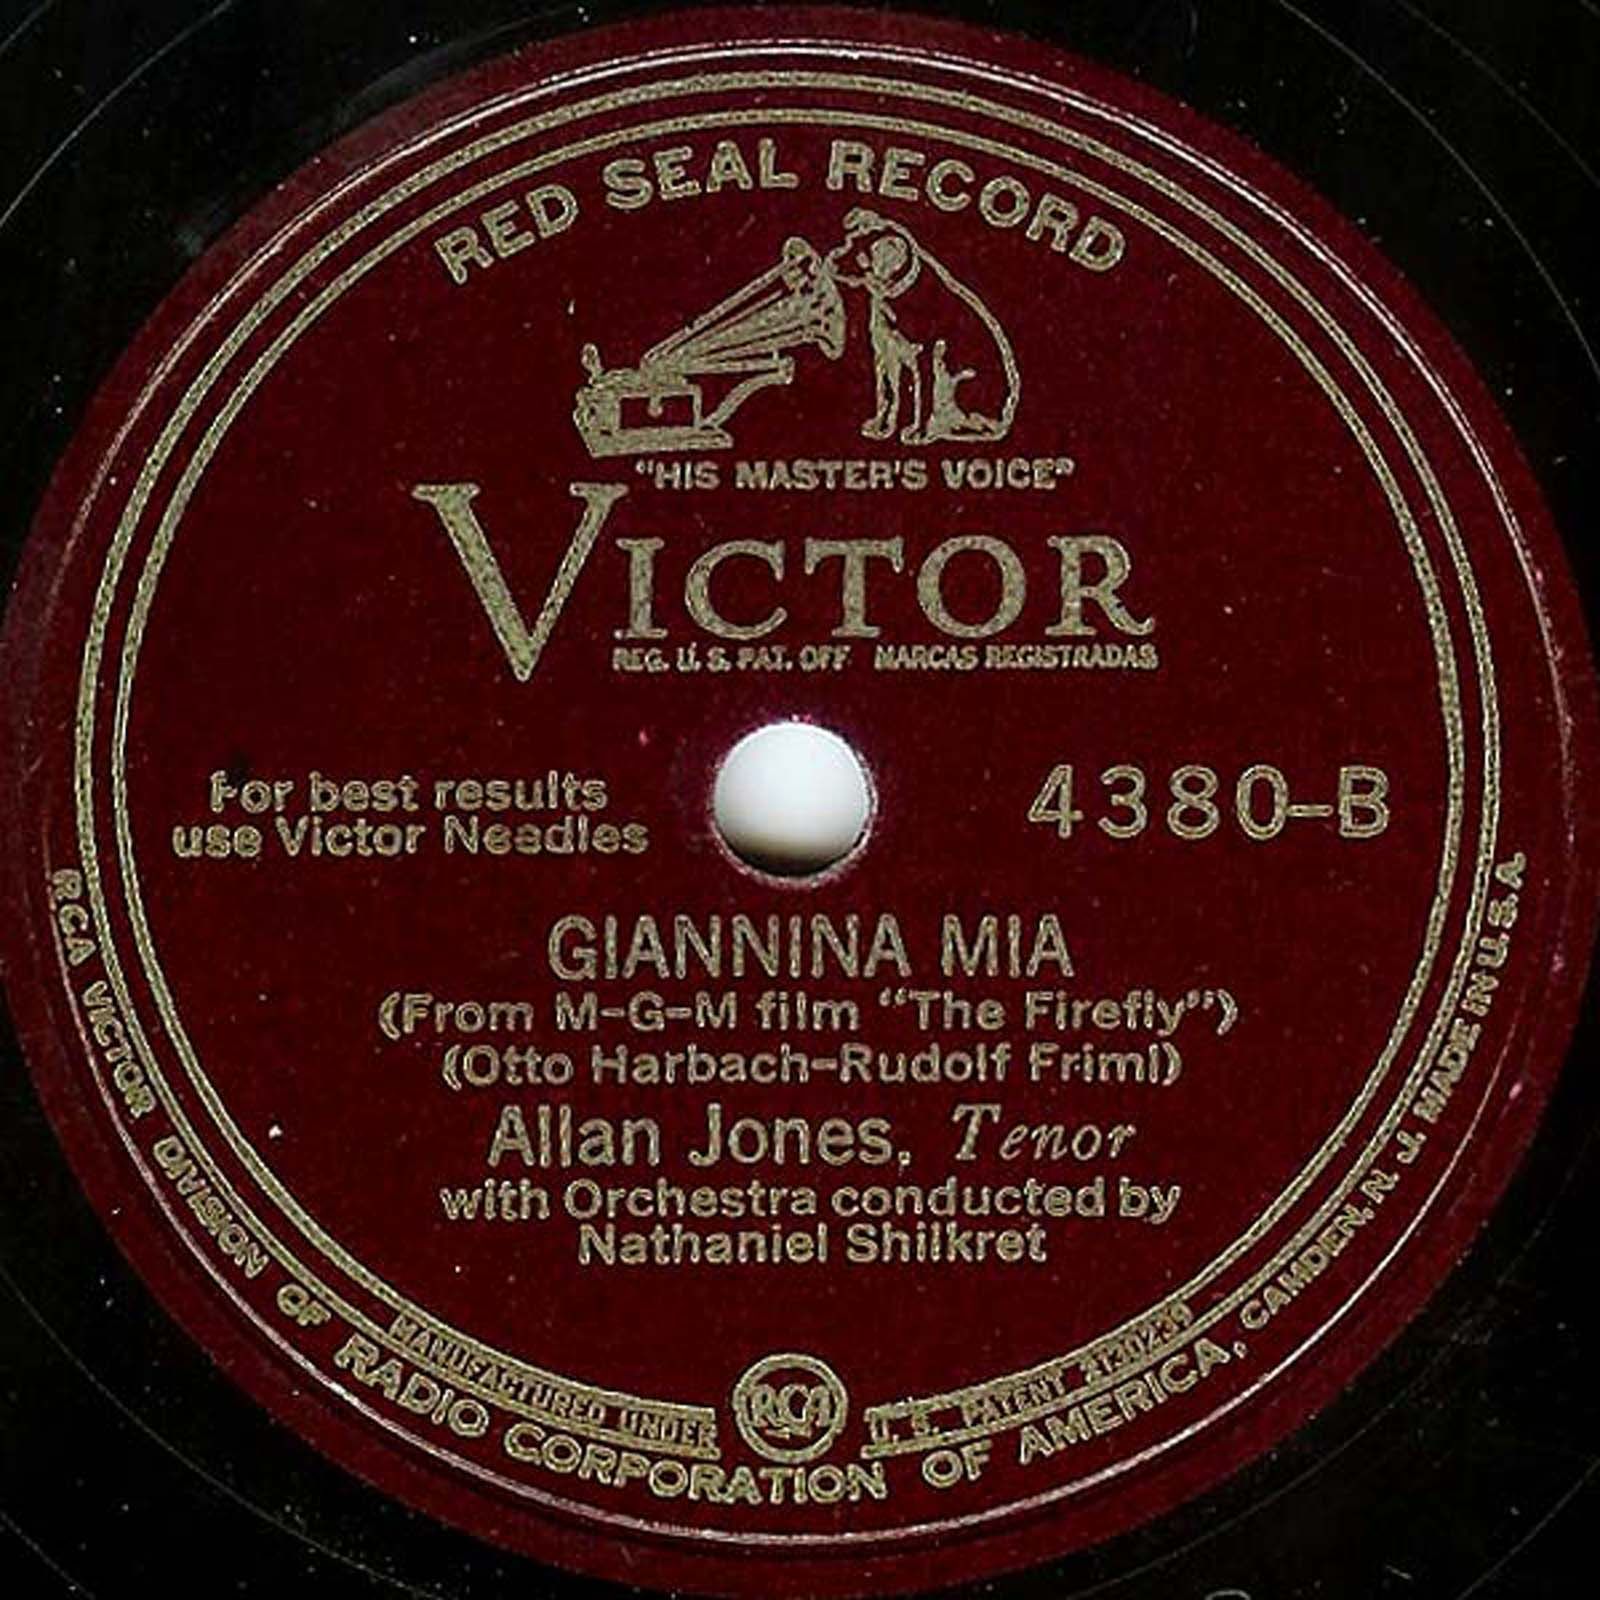 RED SEAL RECORD
"HIS MASTER'S VOICE"
VICTOR
REG. U. S. PAT. OFF MARCAS REGISTRADAS
For best results
use Victor Needles
4380-B
GIANNINA MIA
(From M-G-M film "The Firefly")
(Otto Harbach-Rudolf Friml)
Allan Jones, Tenor
with Orchestra conducted by
Nathaniel Shilkret
MANUFACTURED UNDER RCA U. S. PATENT 2130239
RCA VICTOR DIVISION OF RADIO CORPORATION OF AMERICA, CAMDEN, N. J. MADE IN U.S.A.